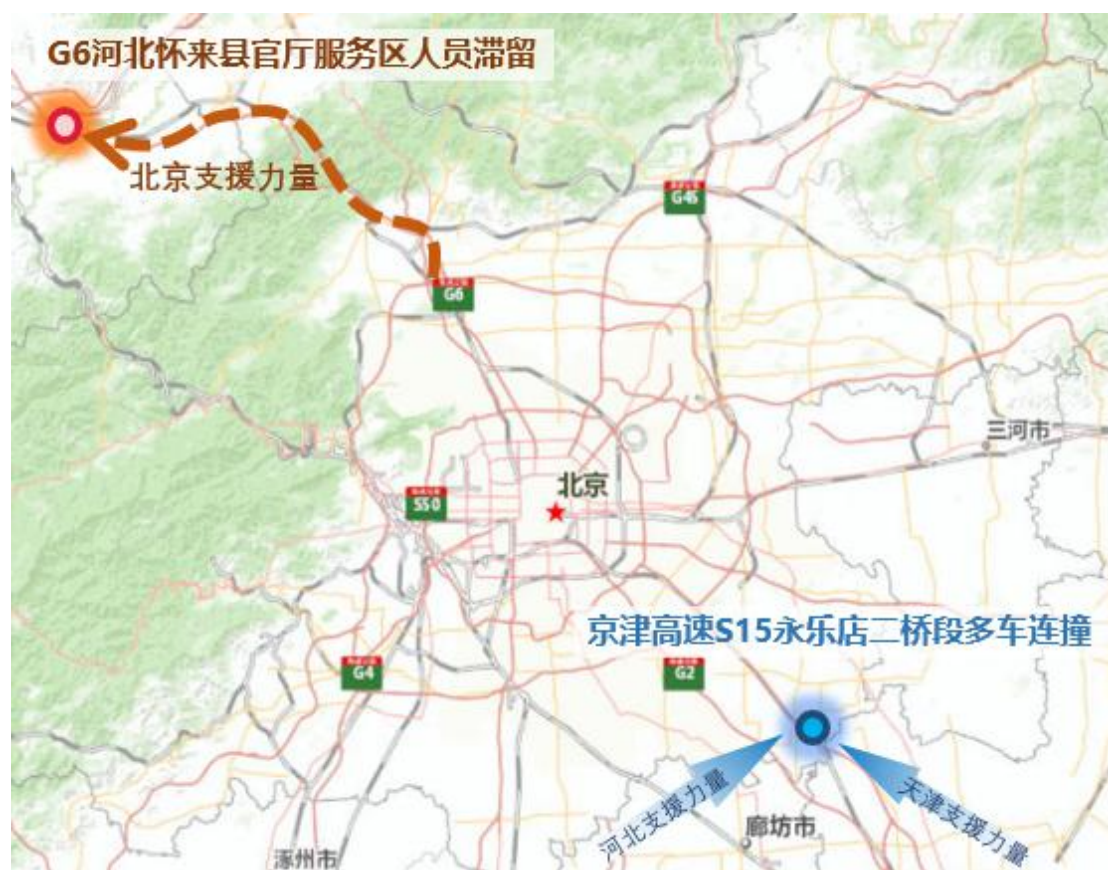 G6河北怀来县官厅服务区人员滞留
北京支援力量
G45
G6
三河市
北京
S50
京津高速S15永乐店二桥段多车连撞
G4
G2
河北支援力量
天津支援力量
廊坊市
涿州市